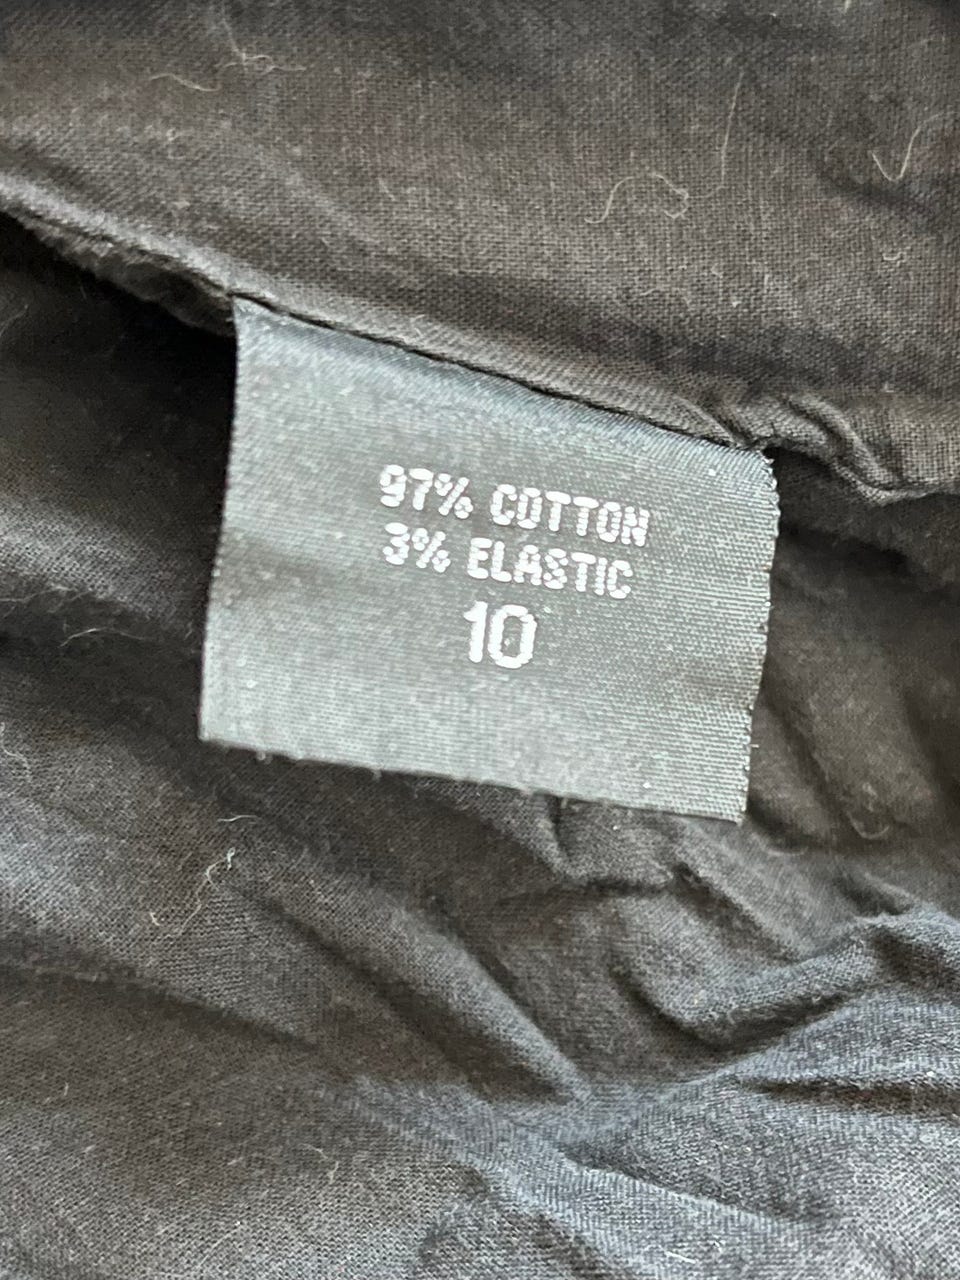 97% COTTON
3% ELASTIC
10